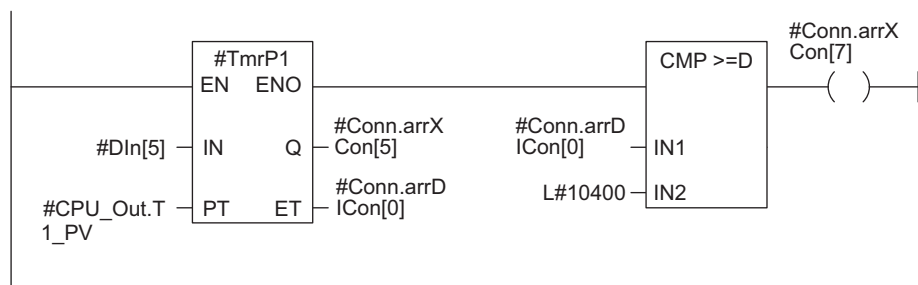 #TmrP1
EN ENO
#DIn[5] IN Q #Conn.arrX
Con[5]
#CPU_Out.T
1_PV PT ET #Conn.arrD
ICon[0]
CMP >=D
#Conn.arrD
ICon[0] IN1
L#10400 IN2
#Conn.arrX
Con[7]